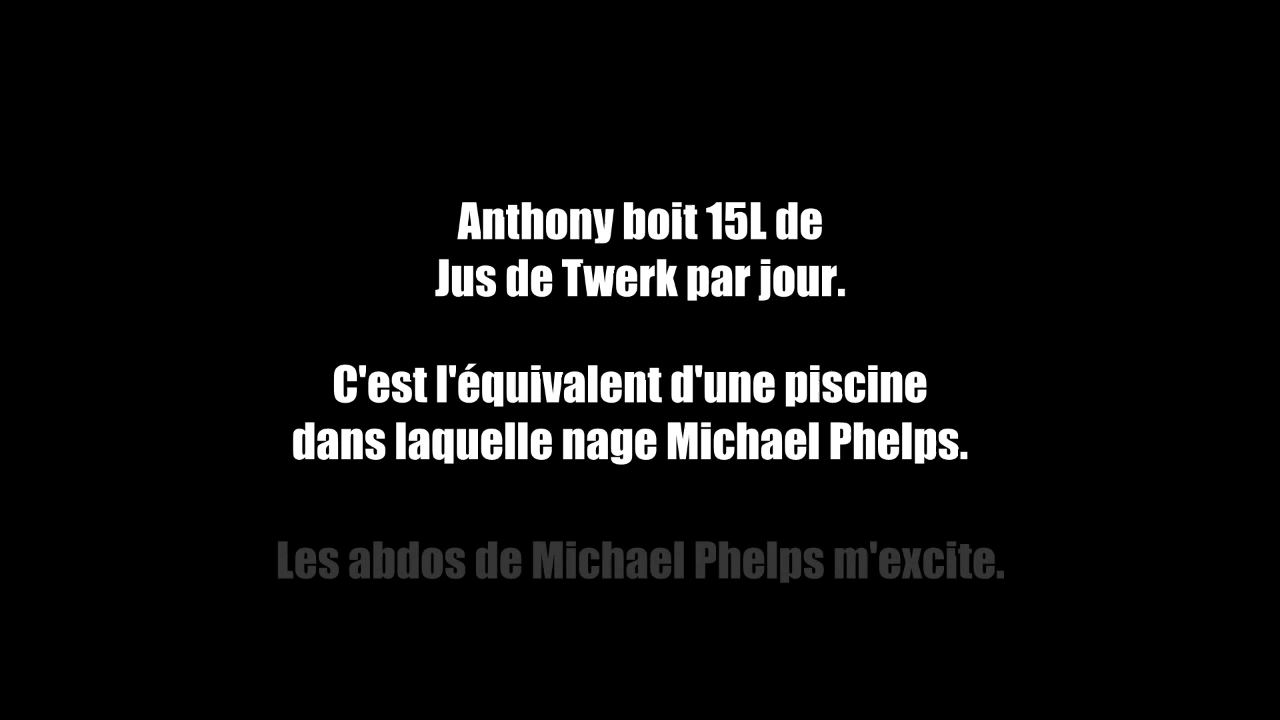 Anthony boit 15L de
Jus de Twerk par jour.
C'est l'équivalent d'une piscine
dans laquelle nage Michael Phelps.
Les abdos de Michael Phelps m'excite.